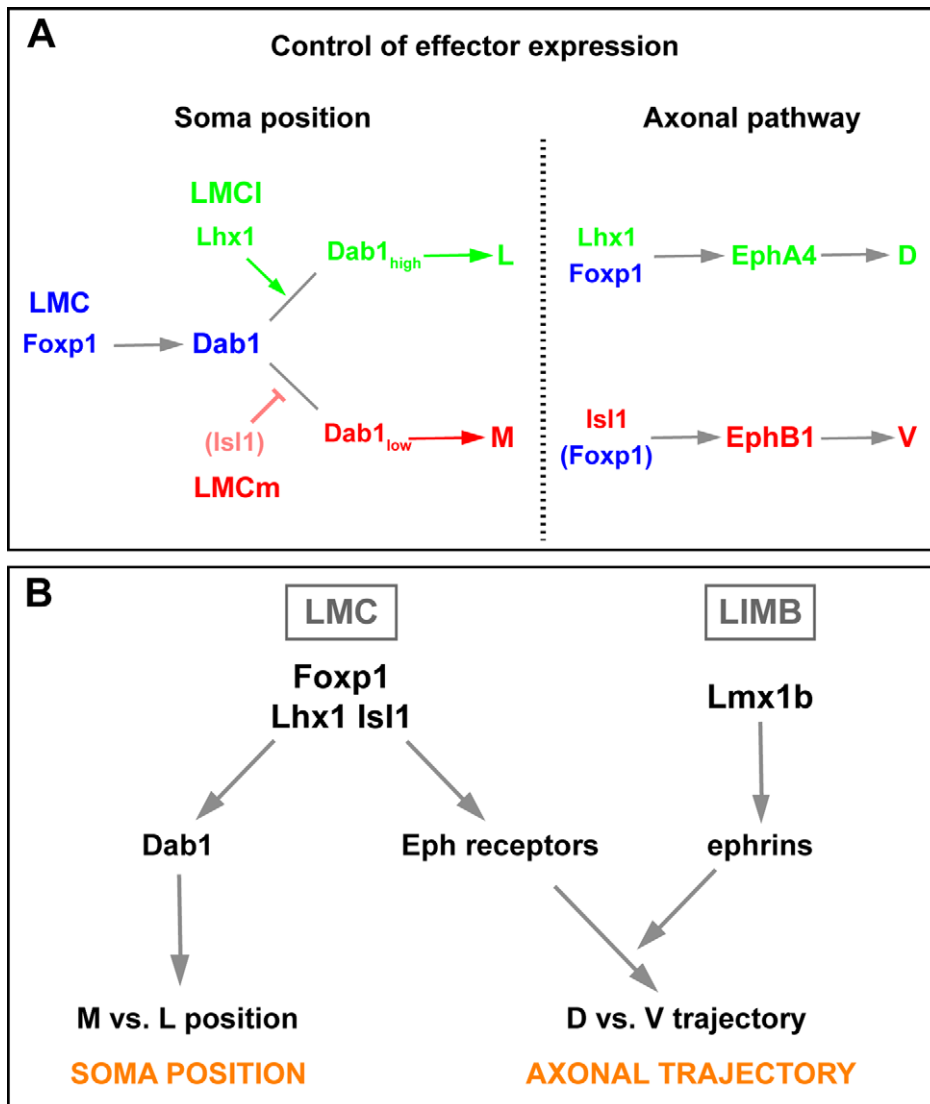 A
Control of effector expression
Soma position
Axonal pathway
LMCl
Lhx1
Dab1high
L
LMC
Foxp1
Dab1
(Isl1)
LMCm
Dab1low
M
Lhx1
Foxp1
EphA4
D
Isl1
(Foxp1)
EphB1
V
B
LMC
LIMB
Foxp1
Lhx1 Isl1
Lmx1b
Dab1
Eph receptors
ephrins
M vs. L position
D vs. V trajectory
SOMA POSITION
AXONAL TRAJECTORY